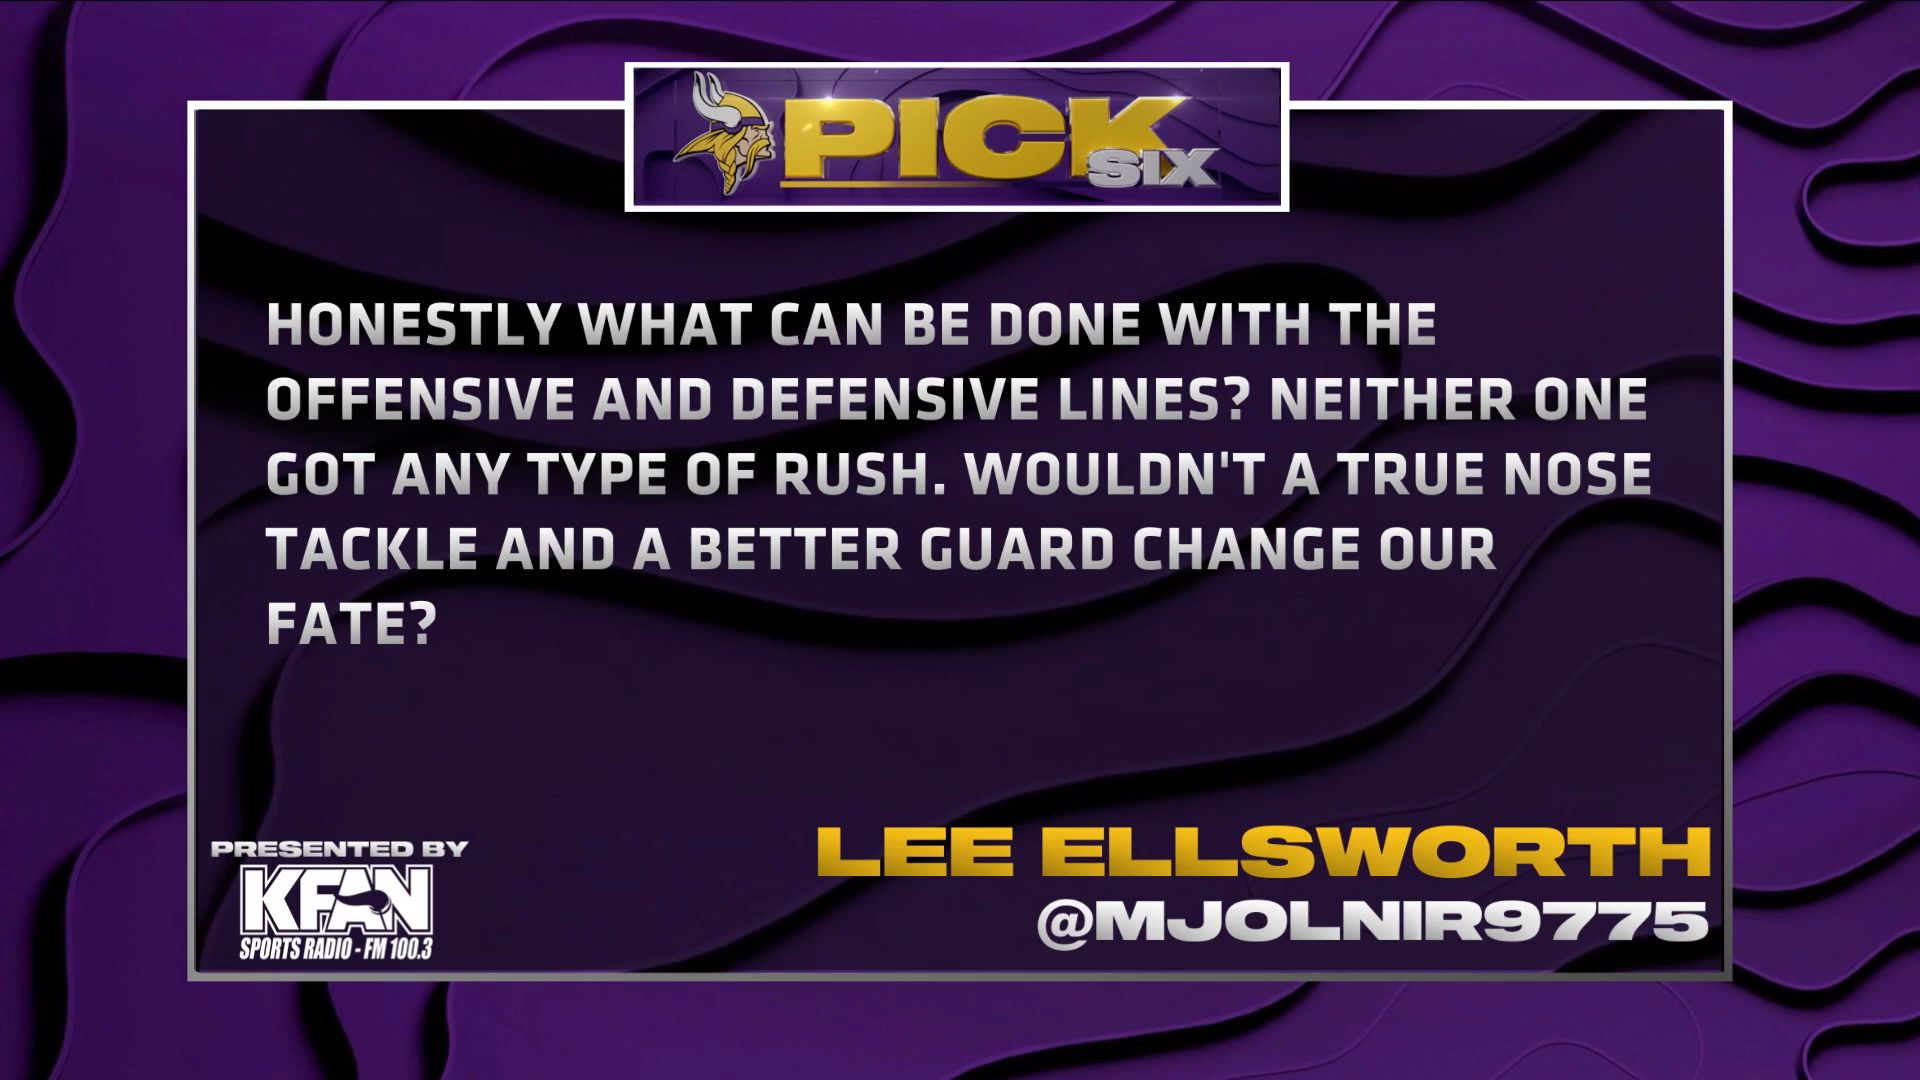 PICK
SIX
HONESTLY WHAT CAN BE DONE WITH THE
OFFENSIVE AND DEFENSIVE LINES? NEITHER ONE
GOT ANY TYPE OF RUSH. WOULDN'T A TRUE NOSE
TACKLE AND A BETTER GUARD CHANGE OUR
FATE?
PRESENTED BY
KFAN
SPORTS RADIO - FM 100.3
LEE ELLSWORTH
@MJOLNIR9775